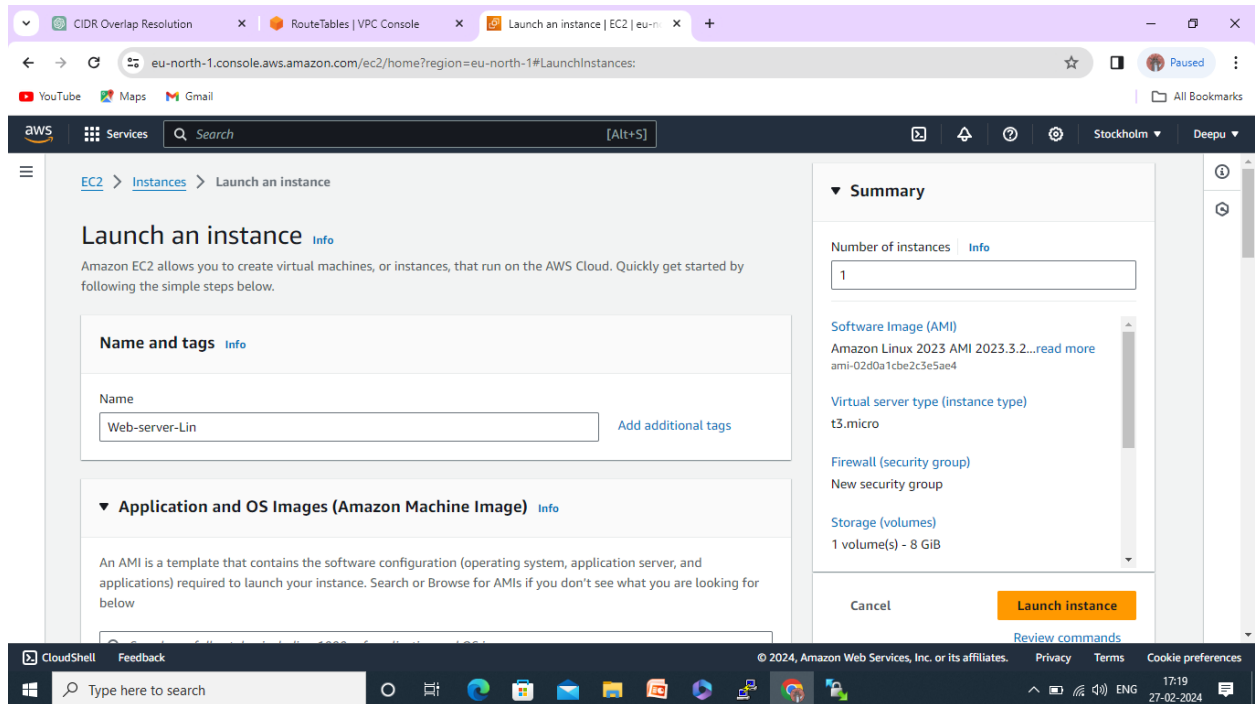 CIDR Overlap Resolution
RouteTables | VPC Console
Launch an instance | EC2 | eu-no
eu-north-1.console.aws.amazon.com/ec2/home?region=eu-north-1#LaunchInstances:
Paused
YouTube
Maps
Gmail
All Bookmarks
aws
Services
Search
[Alt+S]
Stockholm
Deepu
EC2 > Instances > Launch an instance
Launch an instance Info
Amazon EC2 allows you to create virtual machines, or instances, that run on the AWS Cloud. Quickly get started by
following the simple steps below.
Name and tags Info
Name
Web-server-Lin
Add additional tags
Application and OS Images (Amazon Machine Image) Info
An AMI is a template that contains the software configuration (operating system, application server, and
applications) required to launch your instance. Search or Browse for AMIs if you don't see what you are looking for
below
Summary
Number of instances Info
1
Software Image (AMI)
Amazon Linux 2023 AMI 2023.3.2...read more
ami-02d0a1cbe2c3e5ae4
Virtual server type (instance type)
t3.micro
Firewall (security group)
New security group
Storage (volumes)
1 volume(s) - 8 GiB
Cancel
Launch instance
Review commands
CloudShell
Feedback
© 2024, Amazon Web Services, Inc. or its affiliates.
Privacy
Terms
Cookie preferences
Type here to search
ENG
17:19
27-02-2024